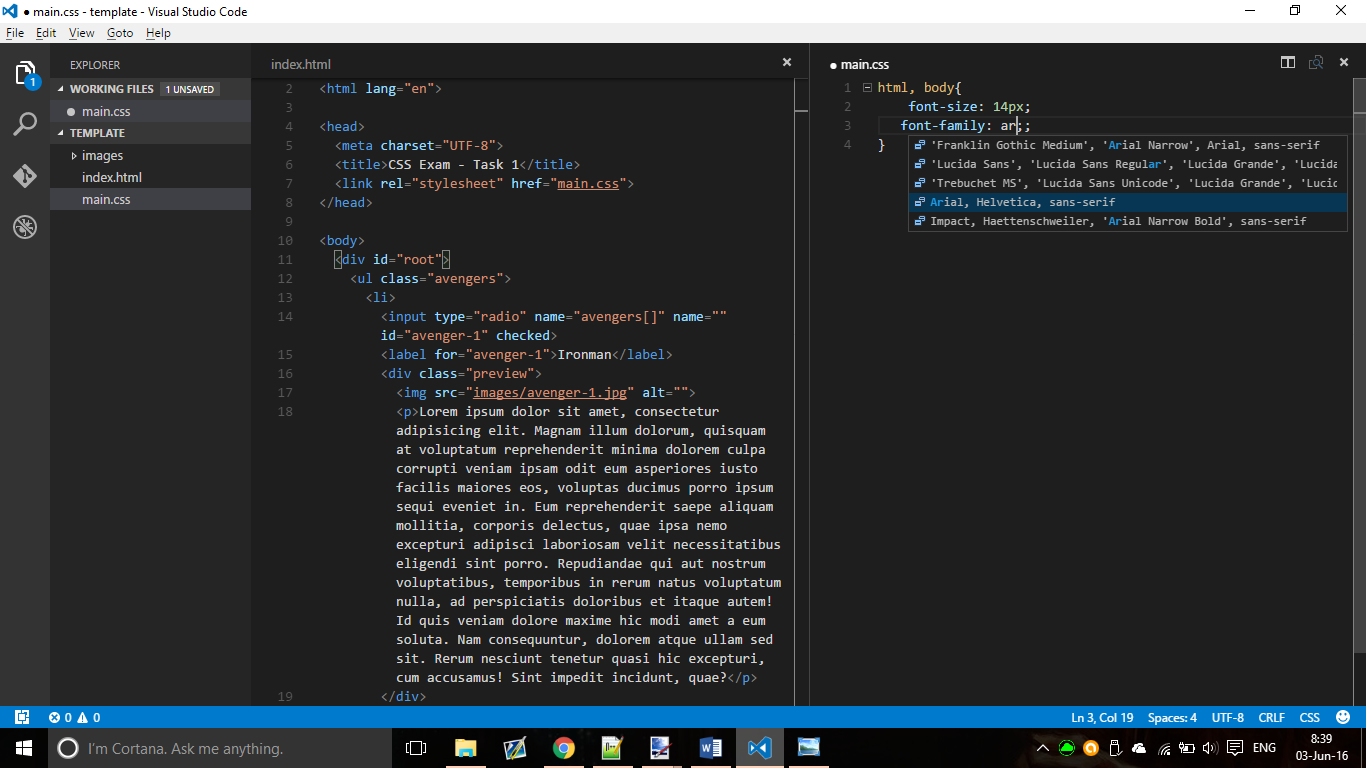 ● main.css - template - Visual Studio Code
File Edit View Goto Help
EXPLORER
WORKING FILES 1 UNSAVED
main.css
TEMPLATE
images
index.html
main.css
1
index.html
2 <html lang="en">
3
4 <head>
5 <meta charset="UTF-8">
6 <title>CSS Exam - Task 1</title>
7 <link rel="stylesheet" href="main.css">
8 </head>
9
10 <body>
11 <div id="root">
12 <ul class="avengers">
13 <li>
14 <input type="radio" name="avengers[]" name=""
id="avenger-1" checked>
15 <label for="avenger-1">Ironman</label>
16 <div class="preview">
17 <img src="images/avenger-1.jpg" alt="">
18 <p>Lorem ipsum dolor sit amet, consectetur
adipisicing elit. Magnam illum dolorum, quisquam
at voluptatum reprehenderit minima dolorem culpa
corrupti veniam ipsam odit eum asperiores iusto
facilis maiores eos, voluptas ducimus porro ipsum
sequi eveniet in. Eum reprehenderit saepe aliquam
mollitia, corporis delectus, quae ipsa nemo
excepturi adipisci laboriosam velit necessitatibus
eligendi sint porro. Repudiandae qui aut nostrum
voluptatibus, temporibus in rerum natus voluptatum
nulla, ad perspiciatis doloribus et itaque autem!
Id quis veniam dolore maxime hic modi amet a eum
soluta. Nam consequuntur, dolorem atque ullam sed
sit. Rerum nesciunt tenetur quasi hic excepturi,
cum accusamus! Sint impedit incidunt, quae?</p>
19 </div>
● main.css
1 html, body{
2 font-size: 14px;
3 font-family: ar;;
4 }
'Franklin Gothic Medium', 'Arial Narrow', Arial, sans-serif
'Lucida Sans', 'Lucida Sans Regular', 'Lucida Grande', 'Lucida
'Trebuchet MS', 'Lucida Sans Unicode', 'Lucida Grande', 'Lucid
Arial, Helvetica, sans-serif
Impact, Haettenschweiler, 'Arial Narrow Bold', sans-serif
0 0
Ln 3, Col 19 Spaces: 4 UTF-8 CRLF CSS
I'm Cortana. Ask me anything.
ENG
8:39
03-Jun-16